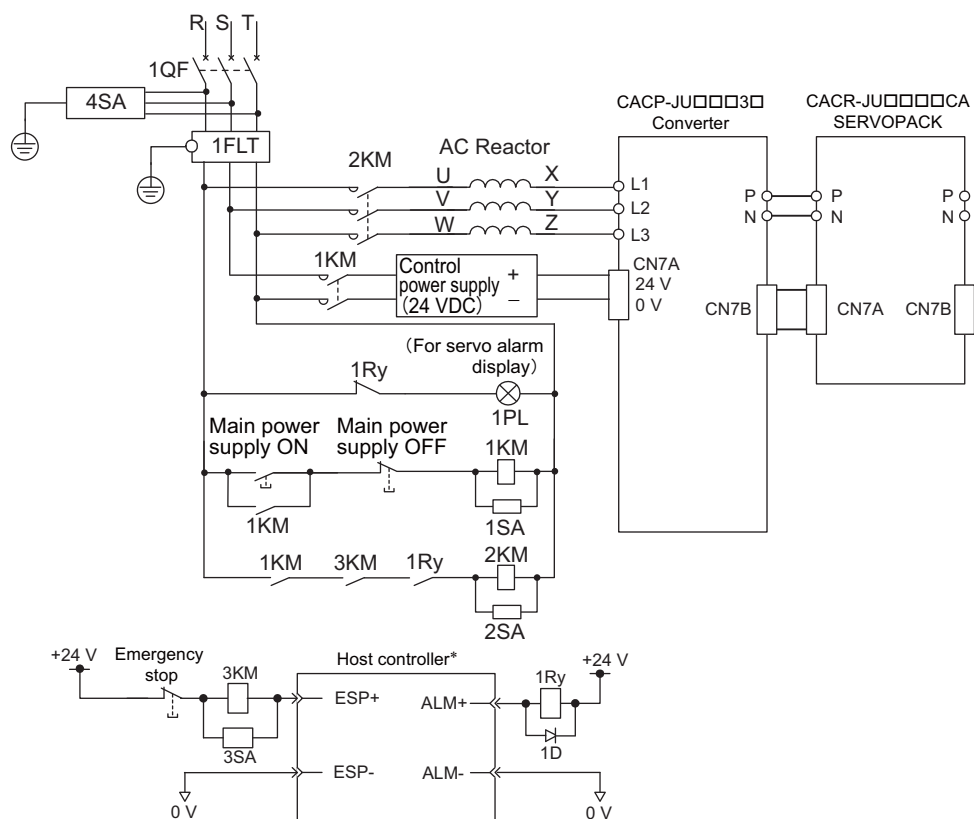 R S T
1QF
4SA
1FLT
2KM
AC Reactor
U X
V Y
W Z
CACP-JU□□□3□
Converter
CACR-JU□□□□CA
SERVOPACK
L1
L2
L3
P
N
P
N
P
N
1KM
Control
power supply
(24 VDC)
+
−
CN7A
24 V
0 V
CN7B
CN7A
CN7B
(For servo alarm
display)
1Ry
1PL
Main power
supply ON
Main power
supply OFF
1KM
1KM
1SA
1KM 3KM 1Ry 2KM
2SA
+24 V
Emergency
stop
3KM
3SA
Host controller*
ESP+
ALM+
1Ry
+24 V
1D
ESP-
ALM-
0 V
0 V